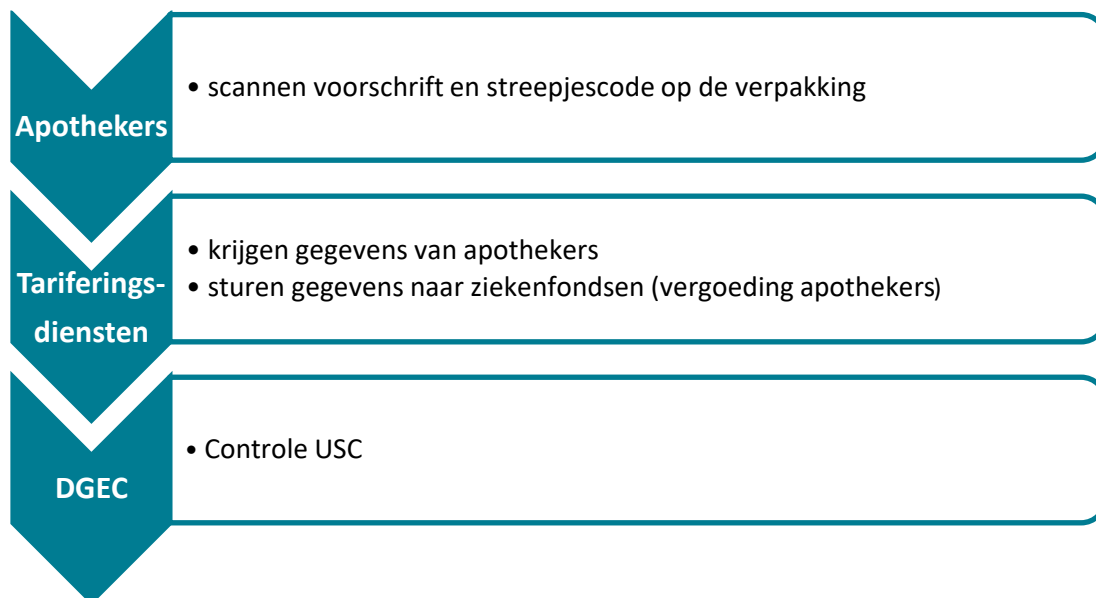 Apothekers
• scannen voorschrift en streepjescode op de verpakking
Tariferings-
diensten
• krijgen gegevens van apothekers
• sturen gegevens naar ziekenfondsen (vergoeding apothekers)
DGEC
• Controle USC